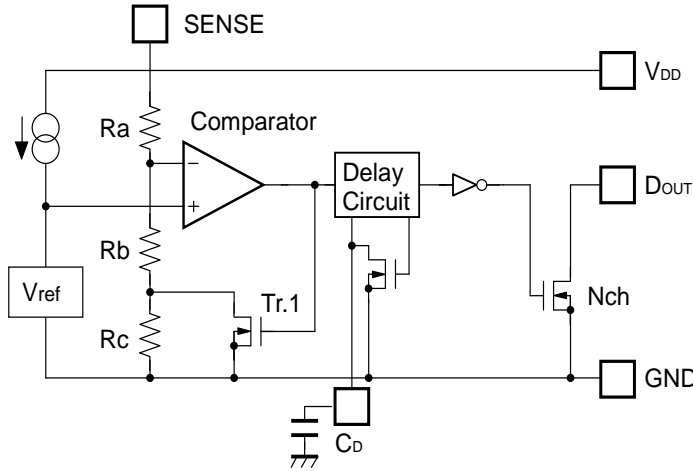 SENSE
VDD
Ra
Comparator
−
+
Delay
Circuit
DOUT
Rb
Vref
Tr.1
Nch
Rc
GND
CD